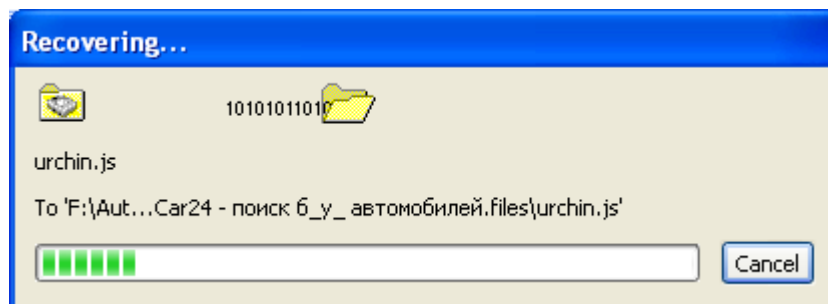 Recovering...
10101011010
urchin.js
To 'F:\Aut...Car24 - поиск б_у_ автомобилей.files\urchin.js'
Cancel